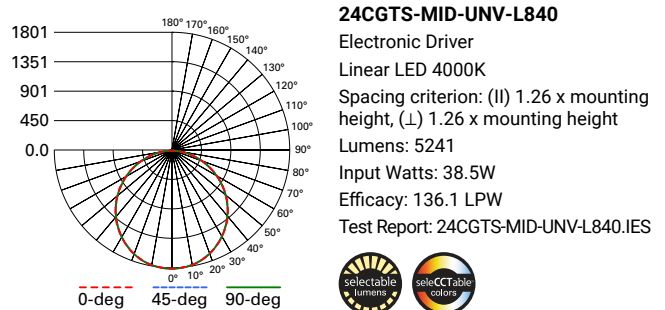 1801
1351
901
450
0.0
180° 170° 160° 150° 140° 130° 120° 110° 100° 90° 80° 70° 60° 50° 40° 30° 20° 10° 0°
0-deg 45-deg 90-deg
24CGTS-MID-UNV-L840
Electronic Driver
Linear LED 4000K
Spacing criterion: (II) 1.26 x mounting
height, (⊥) 1.26 x mounting height
Lumens: 5241
Input Watts: 38.5W
Efficacy: 136.1 LPW
Test Report: 24CGTS-MID-UNV-L840.IES
selectable
lumens
seleCCTable
colors